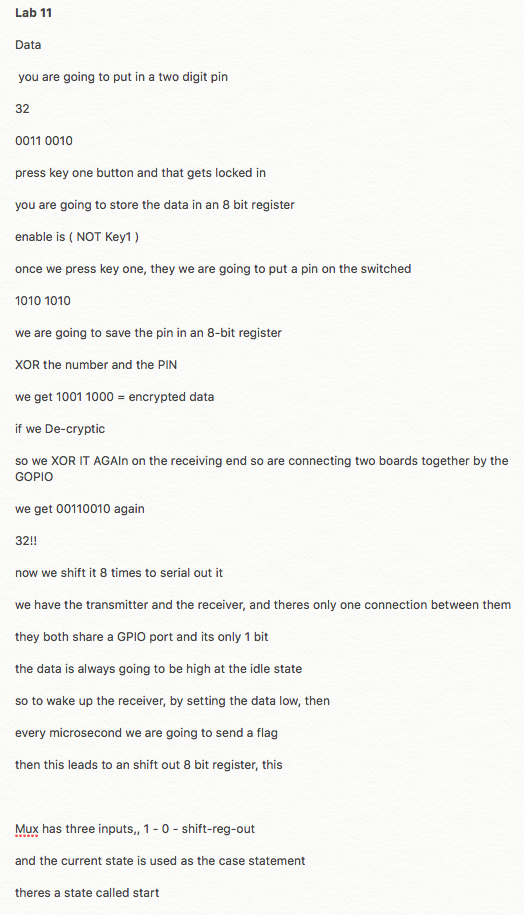 Lab 11
Data
you are going to put in a two digit pin
32
0011 0010
press key one button and that gets locked in
you are going to store the data in an 8 bit register
enable is ( NOT Key1 )
once we press key one, they we are going to put a pin on the switched
1010 1010
we are going to save the pin in an 8-bit register
XOR the number and the PIN
we get 1001 1000 = encrypted data
if we De-cryptic
so we XOR IT AGAIn on the receiving end so are connecting two boards together by the
GOPIO
we get 00110010 again
32!!
now we shift it 8 times to serial out it
we have the transmitter and the receiver, and theres only one connection between them
they both share a GPIO port and its only 1 bit
the data is always going to be high at the idle state
so to wake up the receiver, by setting the data low, then
every microsecond we are going to send a flag
then this leads to an shift out 8 bit register, this
Mux has three inputs,, 1 - 0 - shift-reg-out
and the current state is used as the case statement
theres a state called start